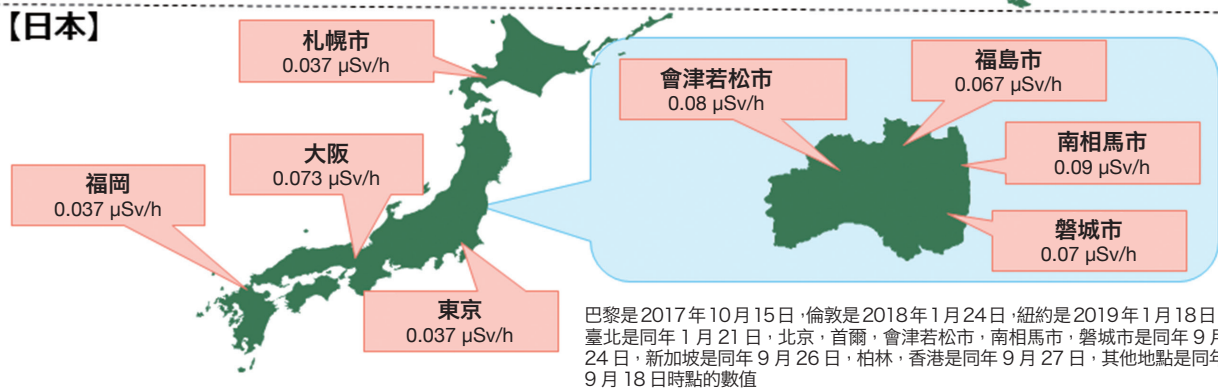 【日本】
札幌市
0.037 μSv/h
大阪
0.073 μSv/h
福岡
0.037 μSv/h
東京
0.037 μSv/h
會津若松市
0.08 μSv/h
福島市
0.067 μSv/h
南相馬市
0.09 μSv/h
磐城市
0.07 μSv/h
巴黎是2017年10月15日，倫敦是2018年1月24日，紐約是2019年1月18日
臺北是同年1月21日，北京，首爾，會津若松市，南相馬市，磐城市是同年9月
24日，新加坡是同年9月26日，柏林，香港是同年9月27日，其他地點是同年
9月18日時點的數值